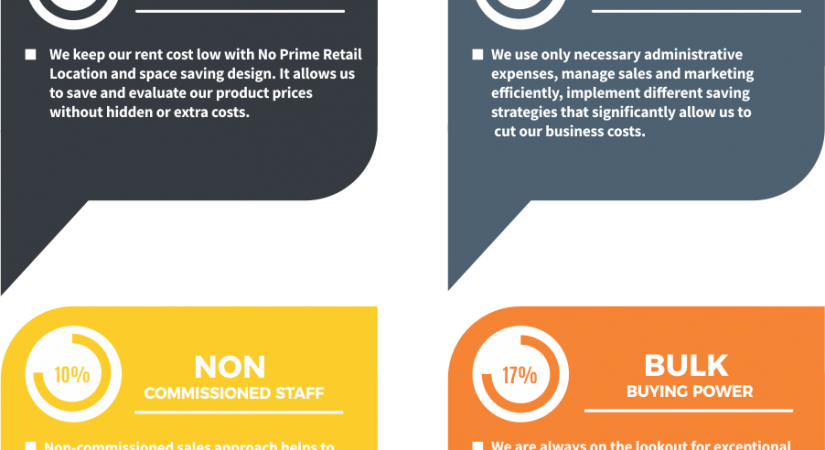 We keep our rent cost low with No Prime Retail
Location and space saving design. It allows us
to save and evaluate our product prices
without hidden or extra costs.
We use only necessary administrative
expenses, manage sales and marketing
efficiently, implement different saving
strategies that significantly allow us to
cut our business costs.
10%
NON
COMMISSIONED STAFF
Non-commissioned sales approach helps to
17%
BULK
BUYING POWER
We are always on the lookout for exceptional